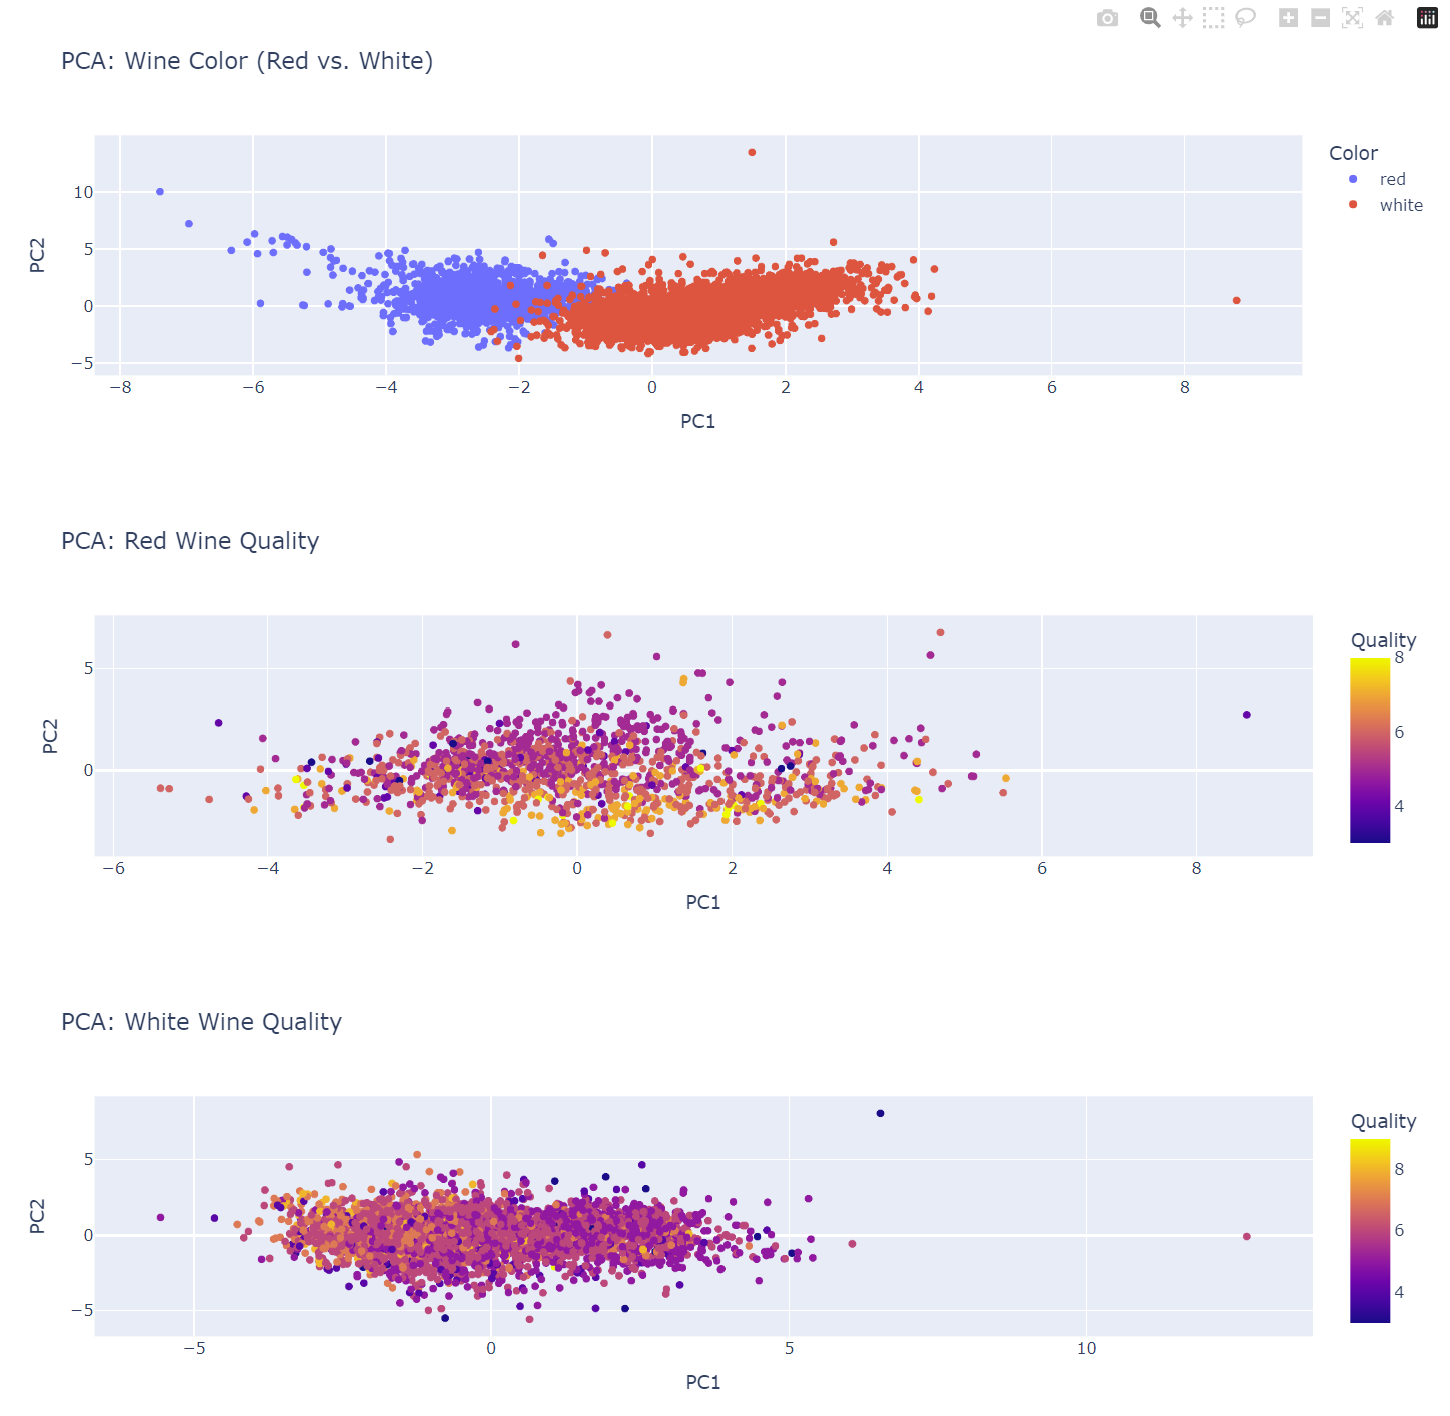 PCA: Wine Color (Red vs. White)
Color
red
white
10
5
0
−5
PC2
−8 −6 −4 −2 0 2 4 6 8
PC1
PCA: Red Wine Quality
Quality
8
6
4
5
0
PC2
−6 −4 −2 0 2 4 6 8
PC1
PCA: White Wine Quality
Quality
8
6
4
5
0
−5
PC2
−5 0 5 10
PC1